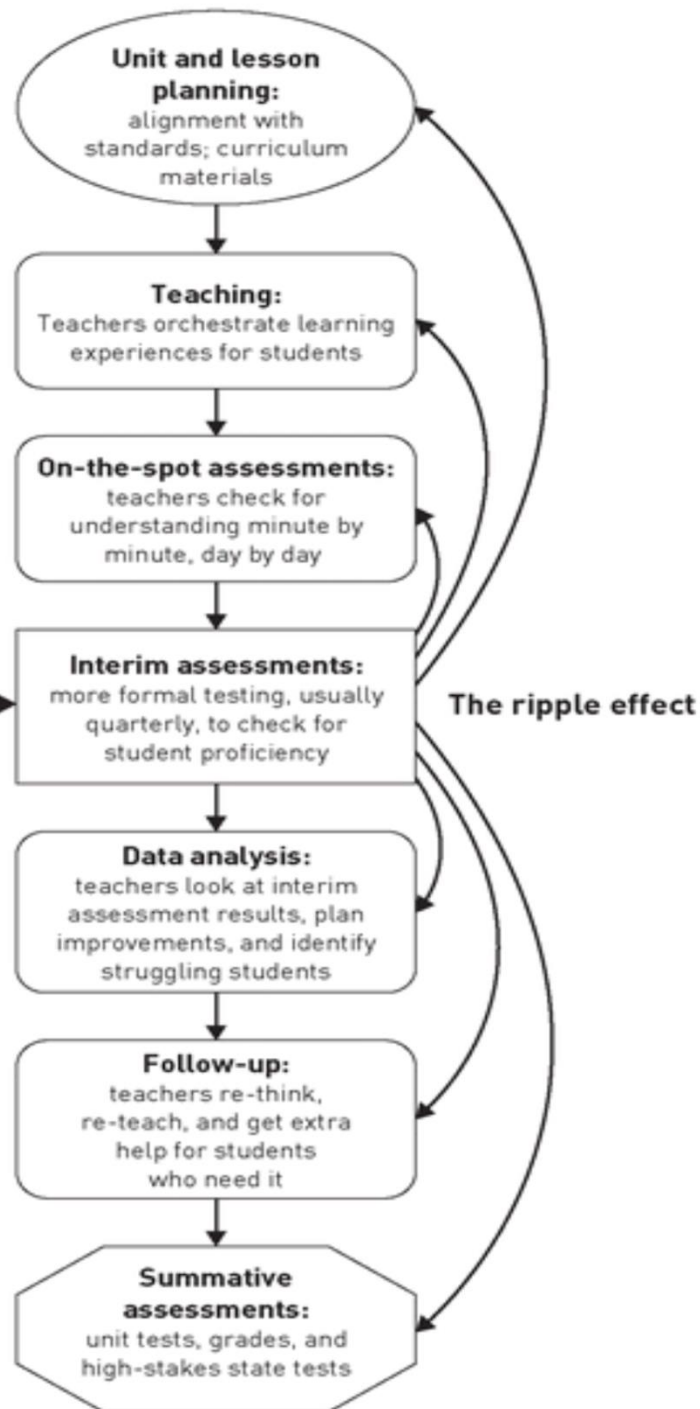 Unit and lesson
planning:
alignment with
standards; curriculum
materials
Teaching:
Teachers orchestrate learning
experiences for students
On-the-spot assessments:
teachers check for
understanding minute by
minute, day by day
Interim assessments:
more formal testing, usually
quarterly, to check for
student proficiency
The ripple effect
Data analysis:
teachers look at interim
assessment results, plan
improvements, and identify
struggling students
Follow-up:
teachers re-think,
re-teach, and get extra
help for students
who need it
Summative
assessments:
unit tests, grades, and
high-stakes state tests